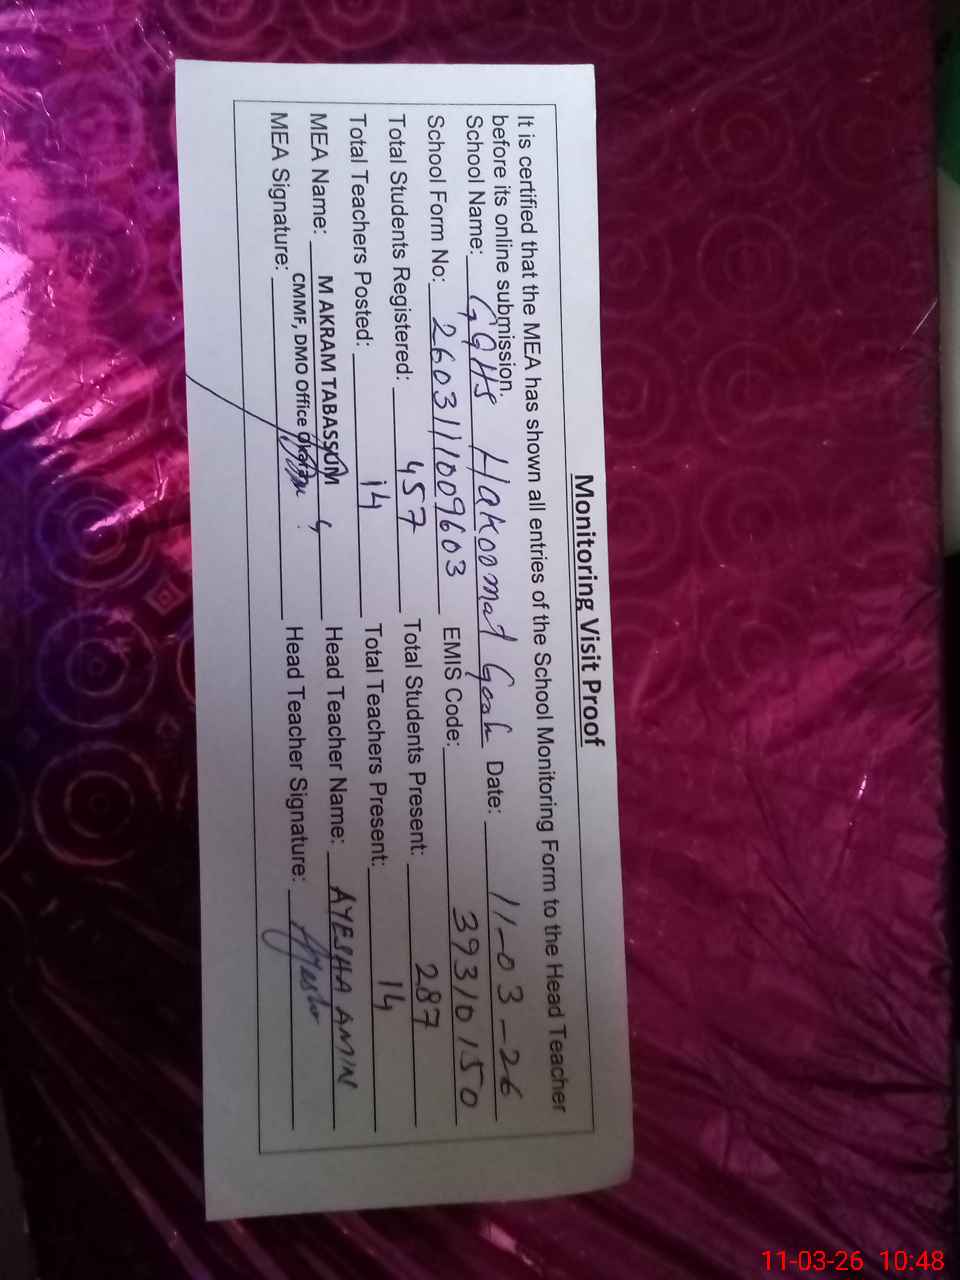 Monitoring Visit Proof
It is certified that the MEA has shown all entries of the School Monitoring Form to the Head Teacher
before its online submission.
School Name: GGHS Hakoomat Garh Date: 11-03-26
School Form No: 2603111009603 EMIS Code: 39310150
Total Students Registered: 457 Total Students Present: 287
Total Teachers Posted: 14 Total Teachers Present: 14
MEA Name: M AKRAM TABASSUM Head Teacher Name: AYESHA AMIN
CMMF, DMO Office Okara
MEA Signature: Head Teacher Signature: Ayesha
11-03-26 10:48